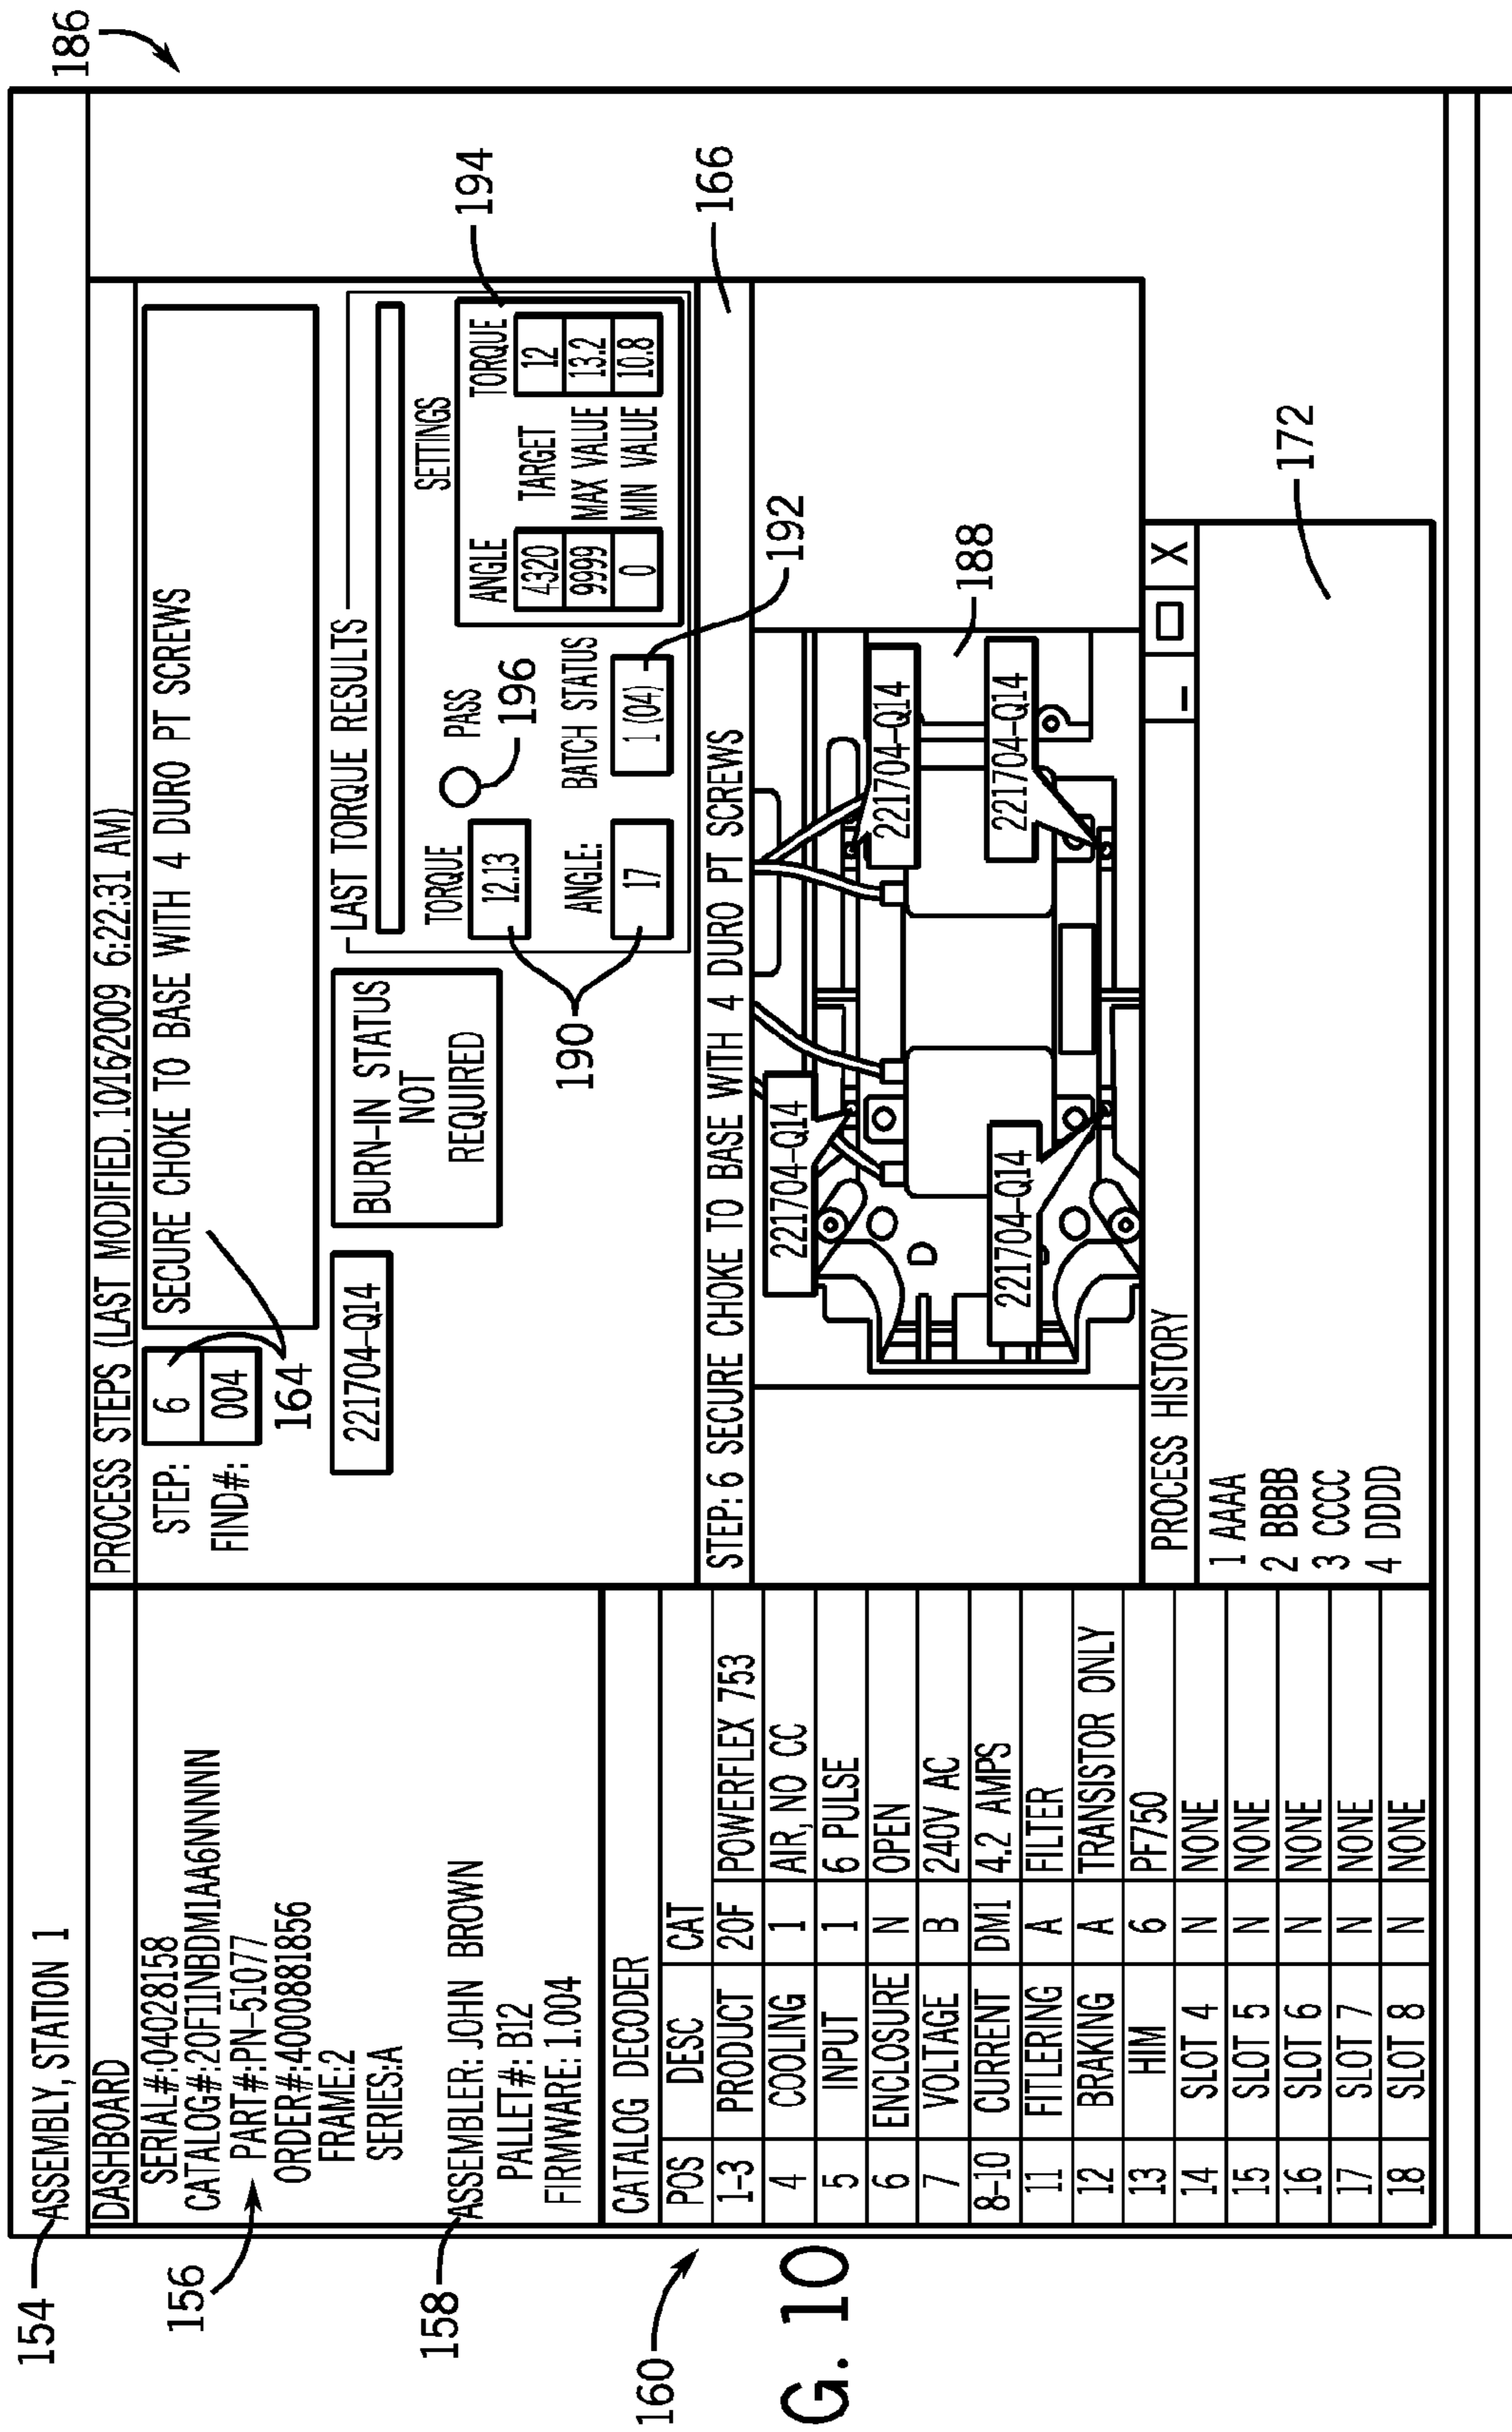 186
154
ASSEMBLY, STATION 1
DASHBOARD
SERIAL#:04028158
CATALOG#:20F11NBDM1AA6NNNNN
PART#:PN-51077
ORDER#:4000881856
FRAME:2
SERIES:A
156
ASSEMBLER: JOHN BROWN
PALLET#: B12
FIRMWARE: 1.004
158
160
CATALOG DECODER
POS DESC CAT
1-3 PRODUCT 20F POWERFLEX 753
4 COOLING 1 AIR, NO CC
5 INPUT 1 6 PULSE
6 ENCLOSURE N OPEN
7 VOLTAGE B 240V AC
8-10 CURRENT DM1 4.2 AMPS
11 FITLERING A FILTER
12 BRAKING A TRANSISTOR ONLY
13 HIM 6 PF750
14 SLOT 4 N NONE
15 SLOT 5 N NONE
16 SLOT 6 N NONE
17 SLOT 7 N NONE
18 SLOT 8 N NONE
PROCESS STEPS (LAST MODIFIED. 10/16/2009 6:22:31 AM)
STEP: 6
FIND#: 004
SECURE CHOKE TO BASE WITH 4 DURO PT SCREWS
164
221704-Q14
BURN-IN STATUS
NOT
REQUIRED
LAST TORQUE RESULTS
TORQUE
12.13
PASS
196
ANGLE:
17
190
BATCH STATUS
1 (04)
192
SETTINGS
194
ANGLE TORQUE
4320 TARGET 12
9999 MAX VALUE 13.2
0 MIN VALUE 10.8
STEP: 6 SECURE CHOKE TO BASE WITH 4 DURO PT SCREWS
166
221704-Q14
221704-Q14
221704-Q14
221704-Q14
188
PROCESS HISTORY
– X
1 AAAA
2 BBBB
3 CCCC
4 DDDD
172
G. 10